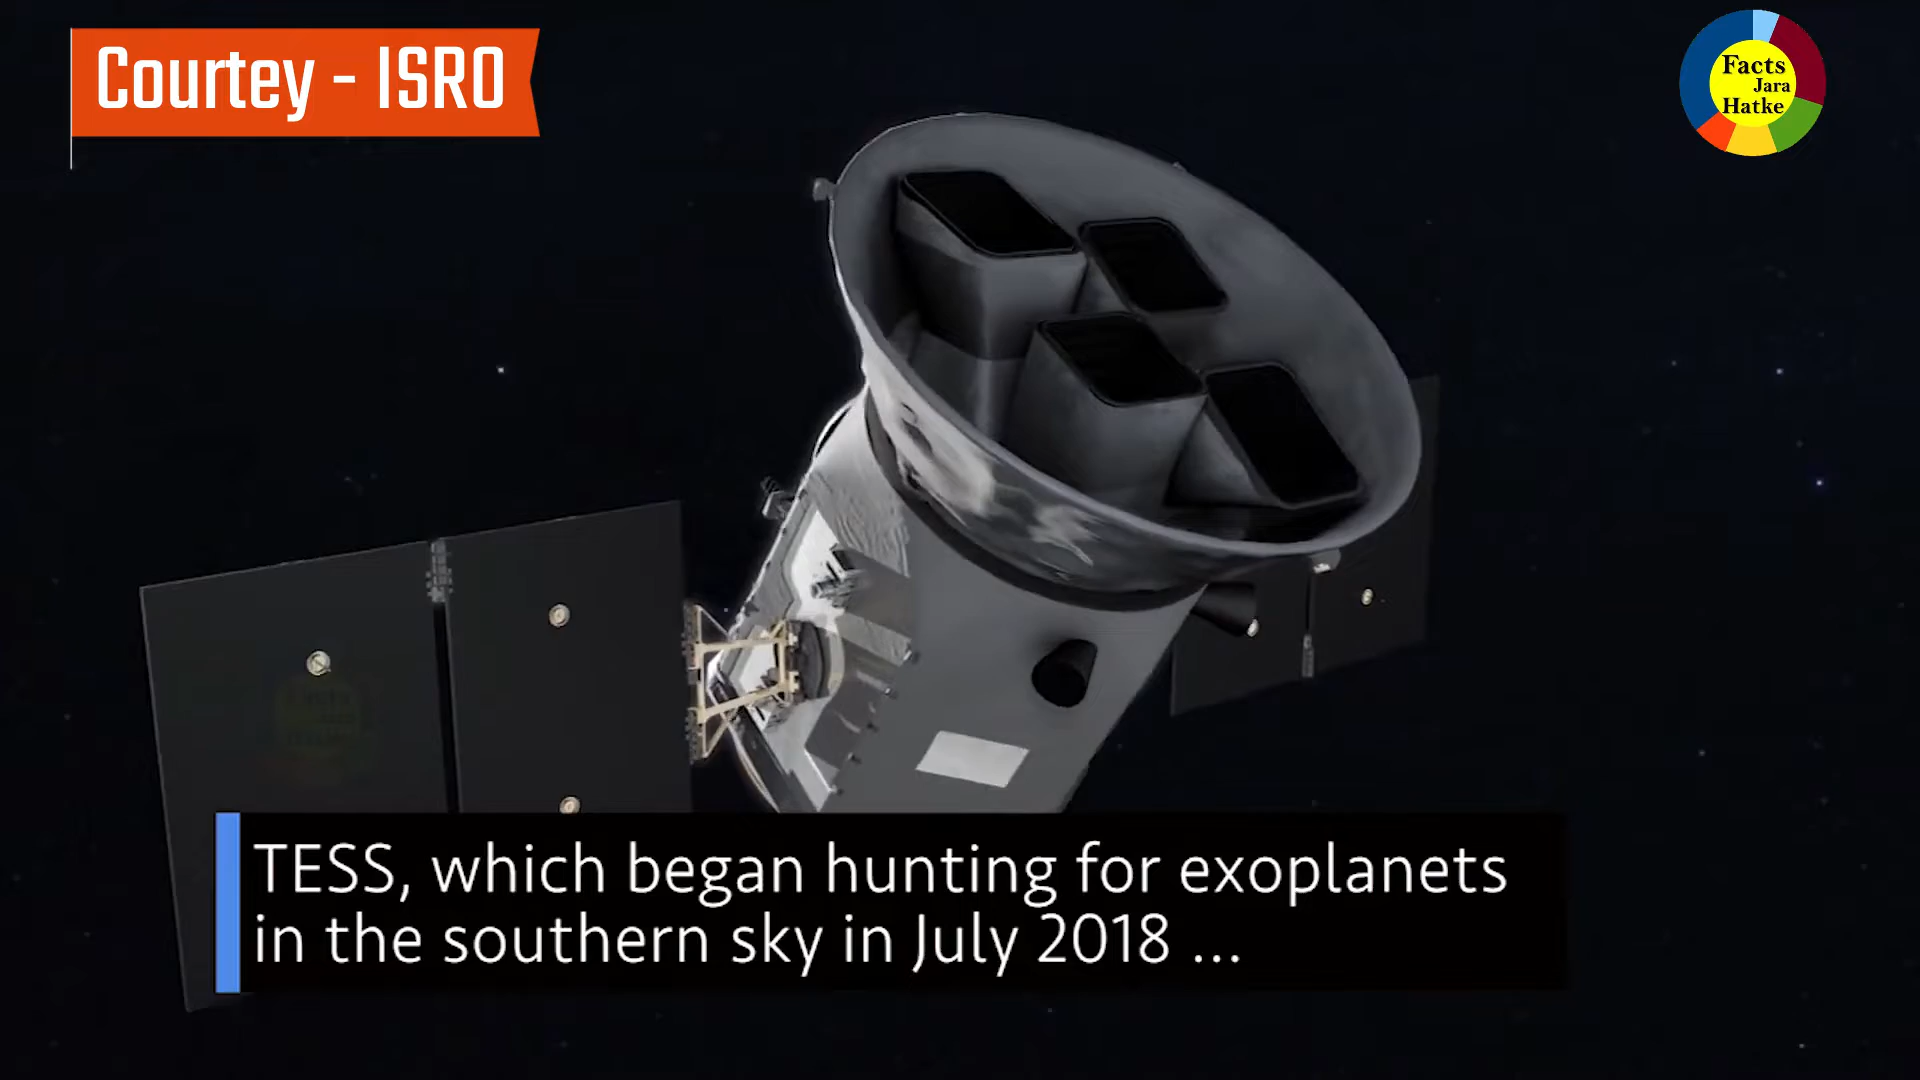 Courtey - ISRO
Facts
Jara
Hatke
TESS, which began hunting for exoplanets
in the southern sky in July 2018 ...